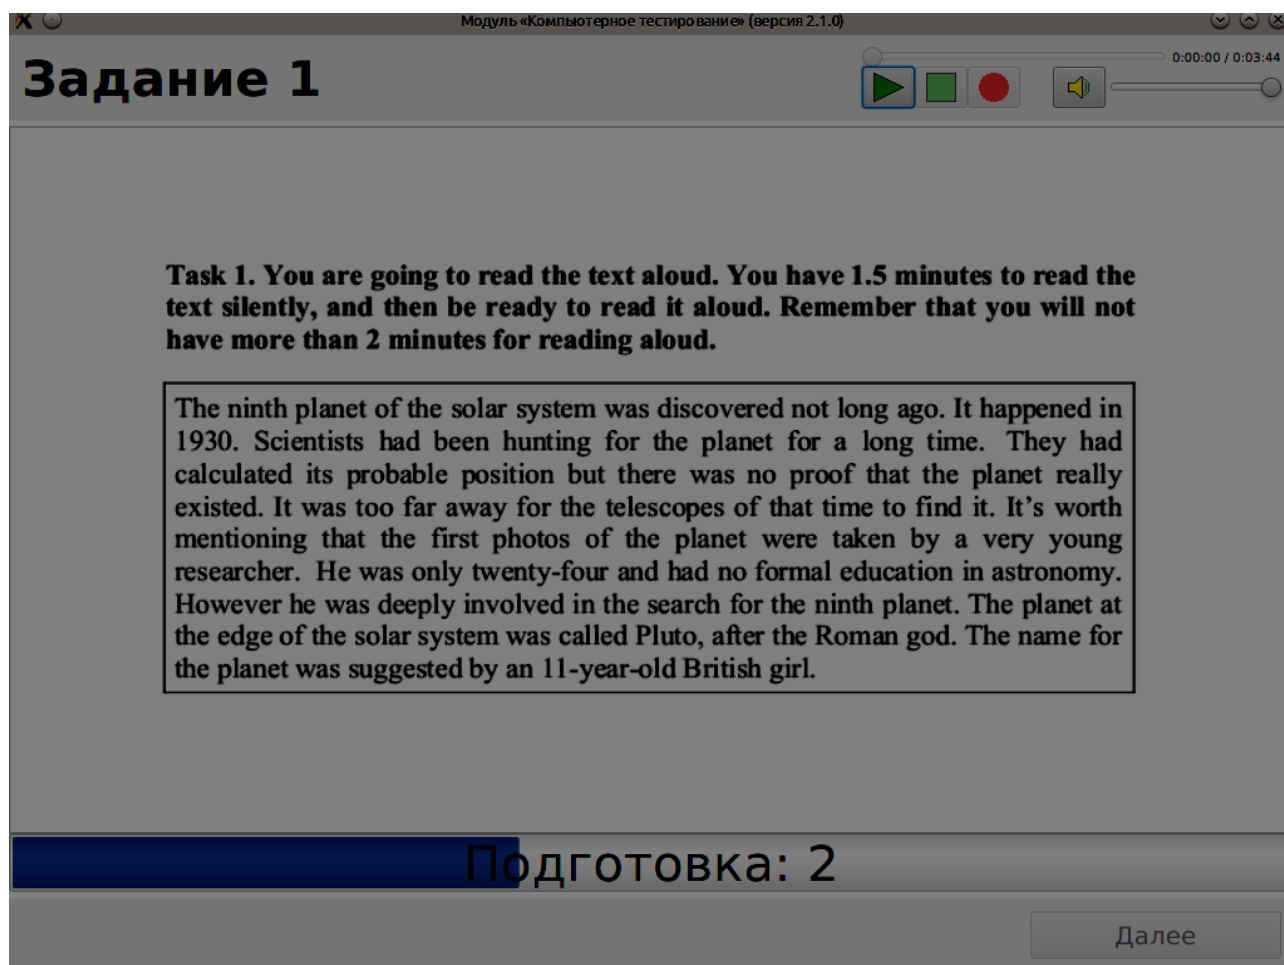 Модуль «Компьютерное тестирование» (версия 2.1.0)
Задание 1
0:00:00 / 0:03:44
Task 1. You are going to read the text aloud. You have 1.5 minutes to read the
text silently, and then be ready to read it aloud. Remember that you will not
have more than 2 minutes for reading aloud.
The ninth planet of the solar system was discovered not long ago. It happened in
1930. Scientists had been hunting for the planet for a long time. They had
calculated its probable position but there was no proof that the planet really
existed. It was too far away for the telescopes of that time to find it. It's worth
mentioning that the first photos of the planet were taken by a very young
researcher. He was only twenty-four and had no formal education in astronomy.
However he was deeply involved in the search for the ninth planet. The planet at
the edge of the solar system was called Pluto, after the Roman god. The name for
the planet was suggested by an 11-year-old British girl.
Подготовка: 2
Далее